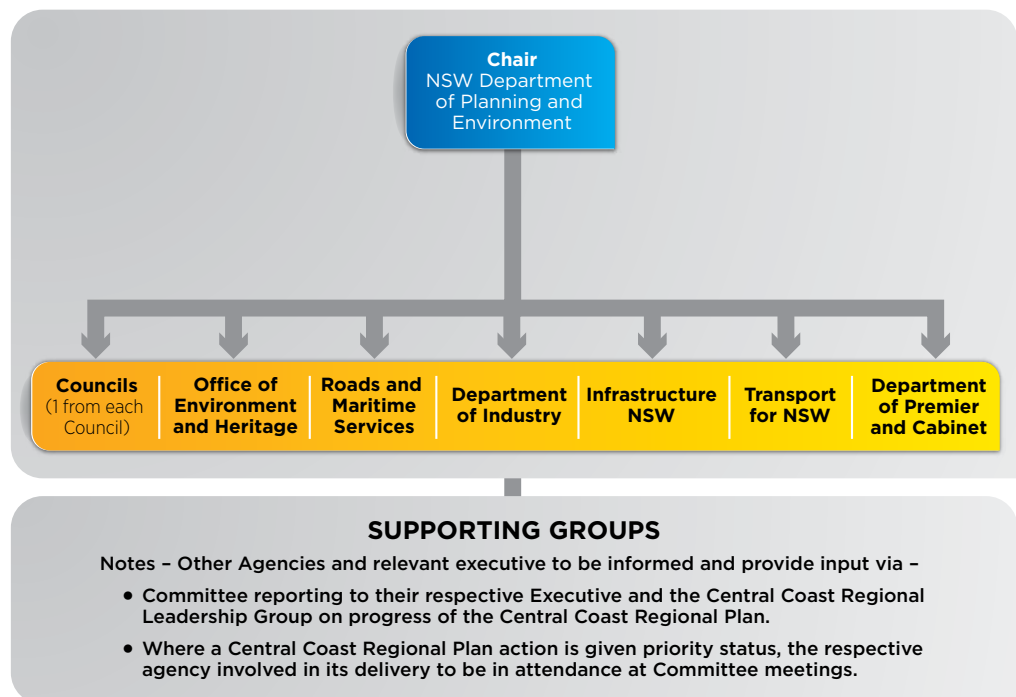 Chair
NSW Department
of Planning and
Environment
Councils
(1 from each
Council)
Office of
Environment
and Heritage
Roads and
Maritime
Services
Department
of Industry
Infrastructure
NSW
Transport
for NSW
Department
of Premier
and Cabinet
SUPPORTING GROUPS
Notes – Other Agencies and relevant executive to be informed and provide input via –
• Committee reporting to their respective Executive and the Central Coast Regional
Leadership Group on progress of the Central Coast Regional Plan.
• Where a Central Coast Regional Plan action is given priority status, the respective
agency involved in its delivery to be in attendance at Committee meetings.